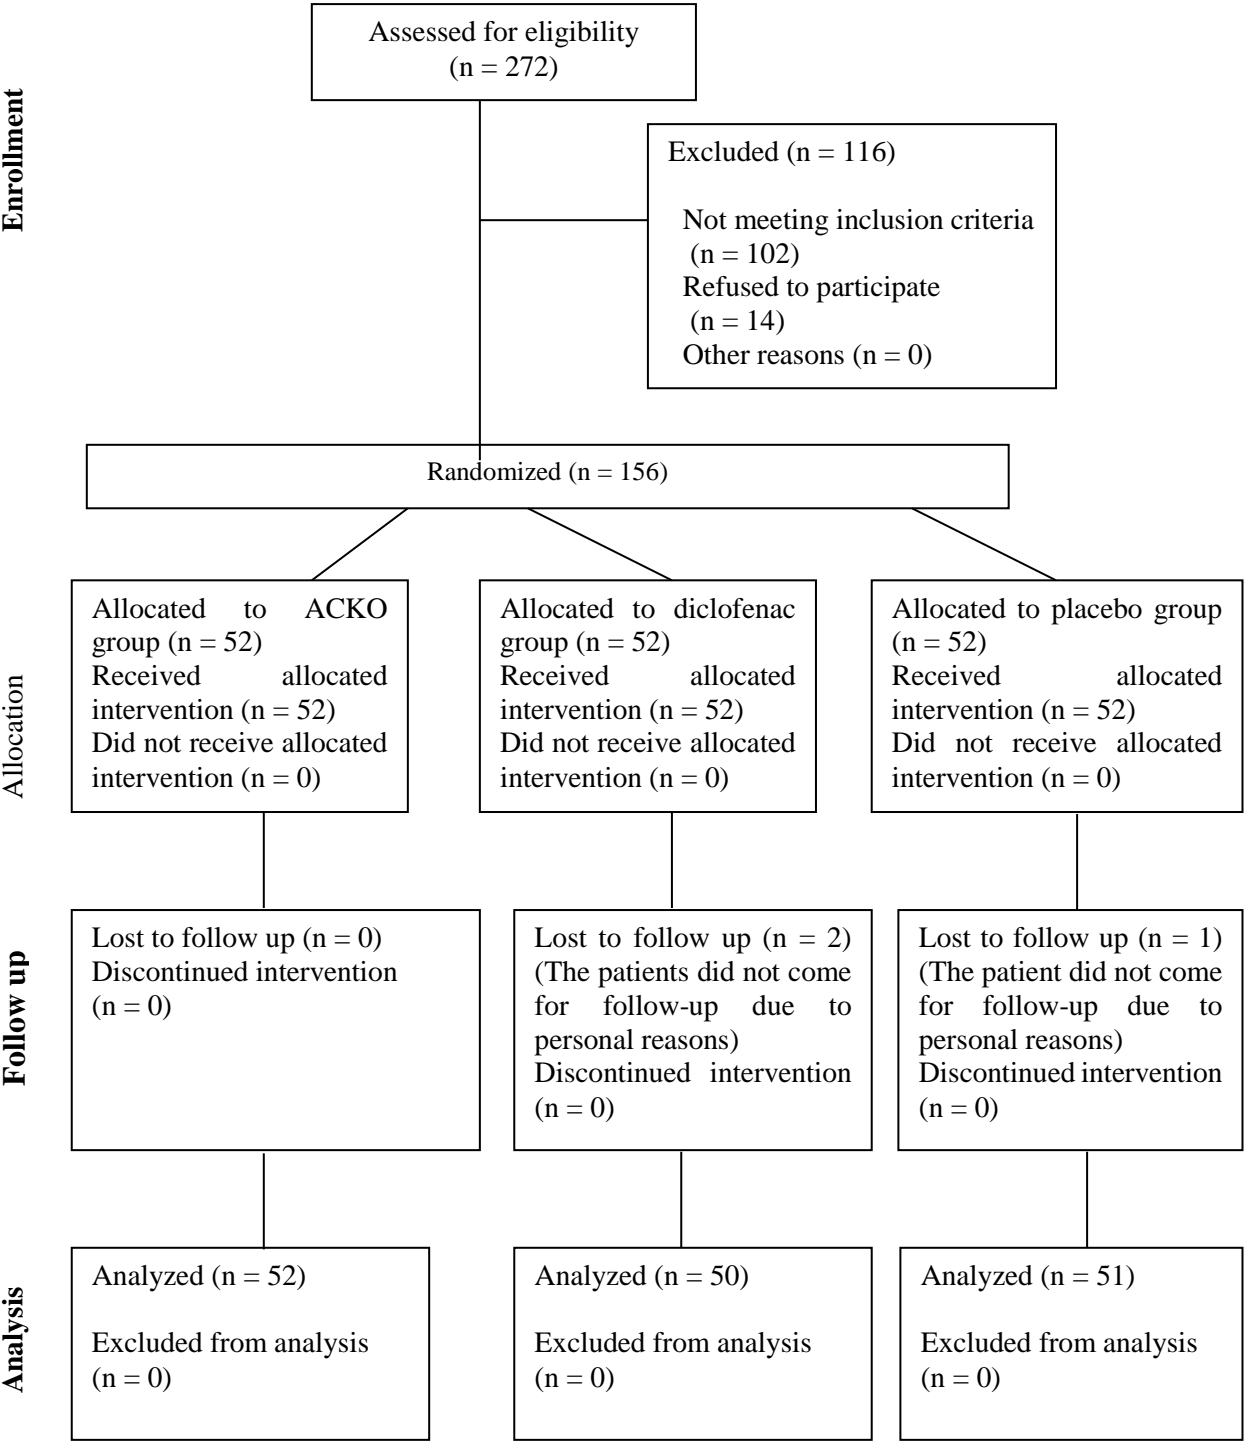 Assessed for eligibility
(n = 272)
Enrollment
Excluded (n = 116)
Not meeting inclusion criteria
(n = 102)
Refused to participate
(n = 14)
Other reasons (n = 0)
Randomized (n = 156)
Allocation
Allocated to ACKO
group (n = 52)
Received allocated
intervention (n = 52)
Did not receive allocated
intervention (n = 0)
Allocated to diclofenac
group (n = 52)
Received allocated
intervention (n = 52)
Did not receive allocated
intervention (n = 0)
Allocated to placebo group
(n = 52)
Received allocated
intervention (n = 52)
Did not receive allocated
intervention (n = 0)
Follow up
Lost to follow up (n = 0)
Discontinued intervention
(n = 0)
Lost to follow up (n = 2)
(The patients did not come
for follow-up due to
personal reasons)
Discontinued intervention
(n = 0)
Lost to follow up (n = 1)
(The patient did not come
for follow-up due to
personal reasons)
Discontinued intervention
(n = 0)
Analysis
Analyzed (n = 52)
Excluded from analysis
(n = 0)
Analyzed (n = 50)
Excluded from analysis
(n = 0)
Analyzed (n = 51)
Excluded from analysis
(n = 0)